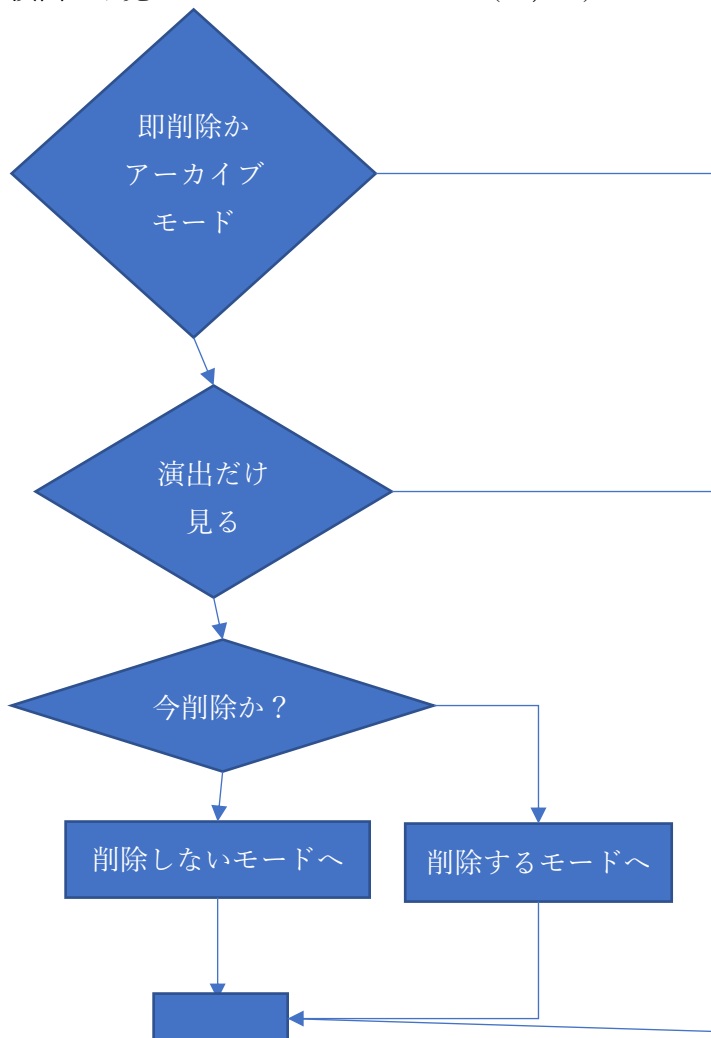 即削除か
アーカイブ
モード
演出だけ
見る
今削除か？
削除しないモードへ
削除するモードへ